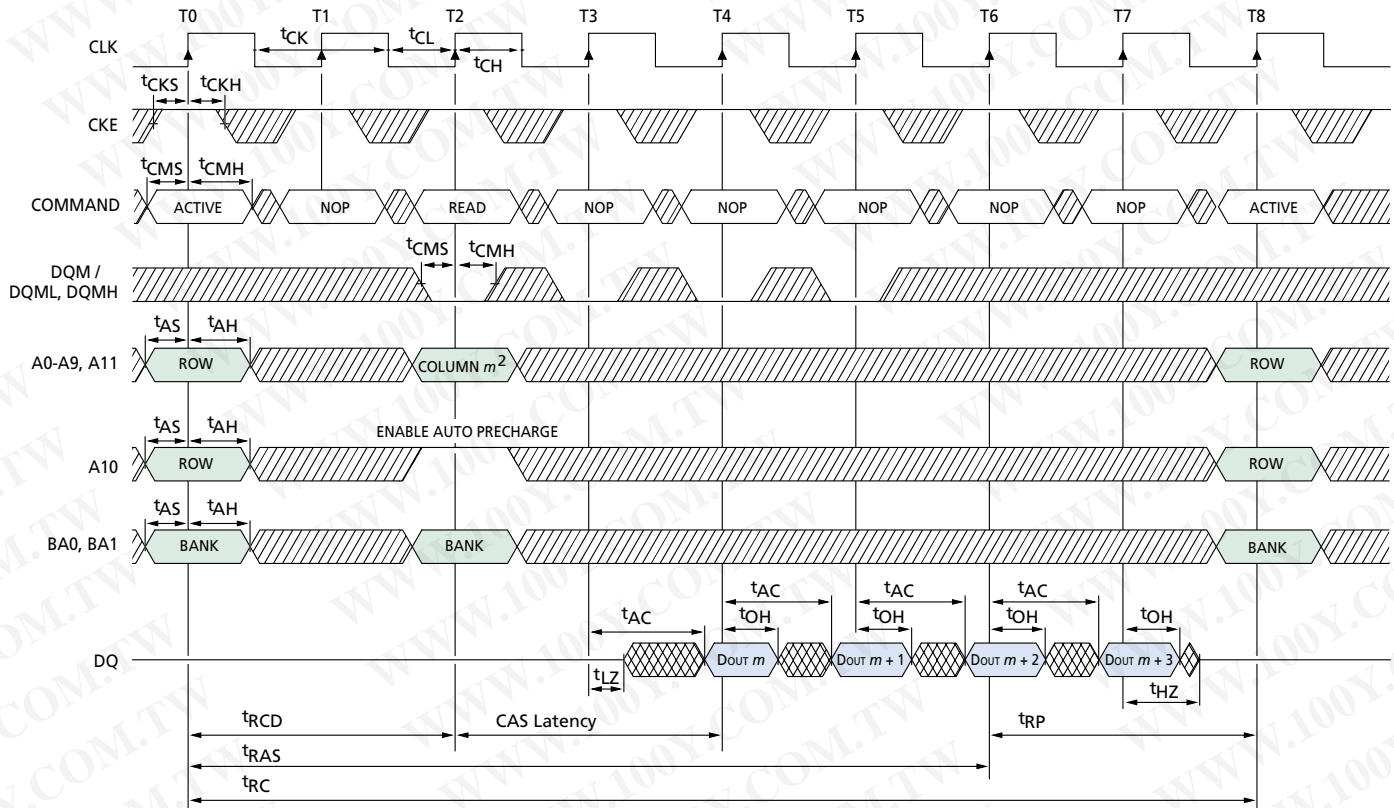 T0 T1 T2 T3 T4 T5 T6 T7 T8
CLK tCK tCL tCH
tCKS tCKH
CKE
tCMS tCMH
COMMAND ACTIVE NOP READ NOP NOP NOP NOP NOP ACTIVE
tCMS tCMH
DQM /
DQML, DQMH
tAS tAH
A0-A9, A11 ROW COLUMN m2 ROW
tAS tAH ENABLE AUTO PRECHARGE
A10 ROW ROW
tAS tAH
BA0, BA1 BANK BANK BANK
tAC tAC tAC tAC
tOH tOH tOH tOH
DQ DOUT m DOUT m + 1 DOUT m + 2 DOUT m + 3
tLZ tHZ
tRCD CAS Latency tRP
tRAS
tRC
WWW.100Y.COM.TW